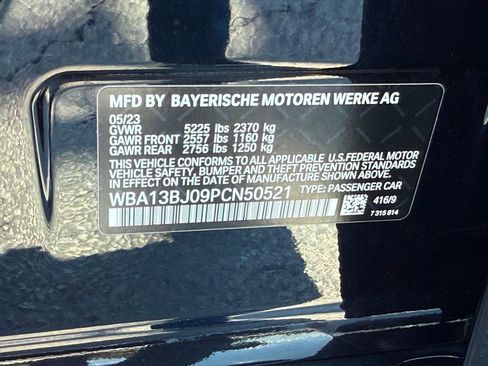 MFD BY BAYERISCHE MOTOREN WERKE AG
05/23
GVWR 5225 lbs 2370 kg
GAWR FRONT 2557 lbs 1160 kg
GAWR REAR 2756 lbs 1250 kg
THIS VEHICLE CONFORMS TO ALL APPLICABLE U.S.FEDERAL MOTOR
VEHICLE SAFETY, BUMPER, AND THEFT PREVENTION STANDARDS
IN EFFECT ON THE DATE OF MANUFACTURE SHOWN ABOVE.
WBA13BJ09PCN50521 TYPE: PASSENGER CAR
416/9
7 315 814